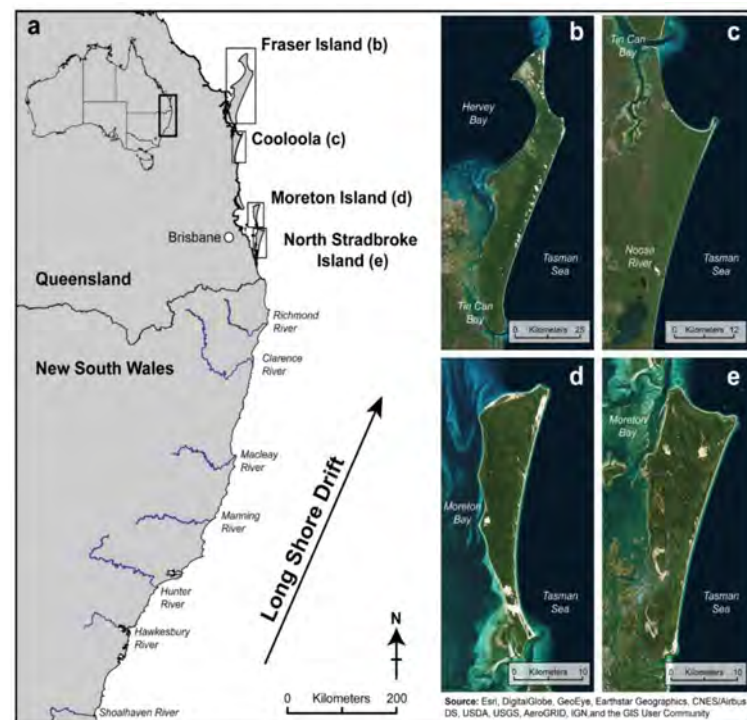 a
Fraser Island (b)
Cooloola (c)
Moreton Island (d)
Brisbane
North Stradbroke
Island (e)
Queensland
Richmond
River
New South Wales
Clarence
River
Macleay
River
Manning
River
Long Shore Drift
Hunter
River
Hawkesbury
River
N
Kilometers
0 200
Shoalhaven River
b
Hervey
Bay
Tasman
Sea
Tin Can
Bay
Kilometers
0 25
c
Tin Can
Bay
Noosa
River
Tasman
Sea
Kilometers
0 12
d
Moreton
Bay
Tasman
Sea
Kilometers
0 10
e
Moreton
Bay
Tasman
Sea
Kilometers
0 10
Source: Esri, DigitalGlobe, GeoEye, Earthstar Geographics, CNES/Airbus
DS, USDA, USGS, AeroGRID, IGN,and the GIS User Community